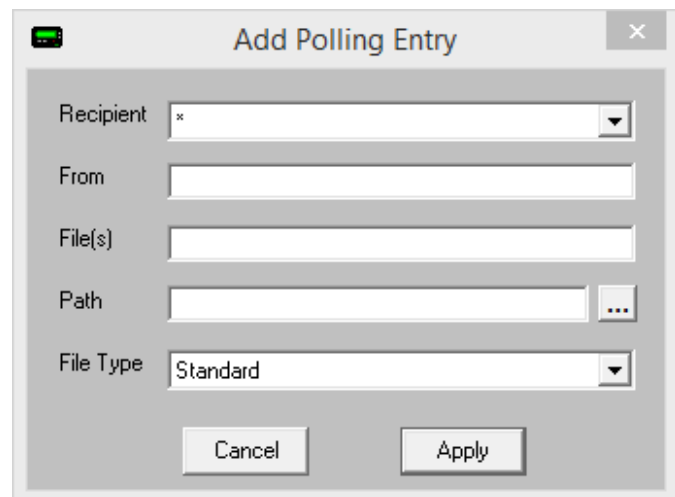 Add Polling Entry
Recipient *
From
File(s)
Path ...
File Type Standard
Cancel Apply